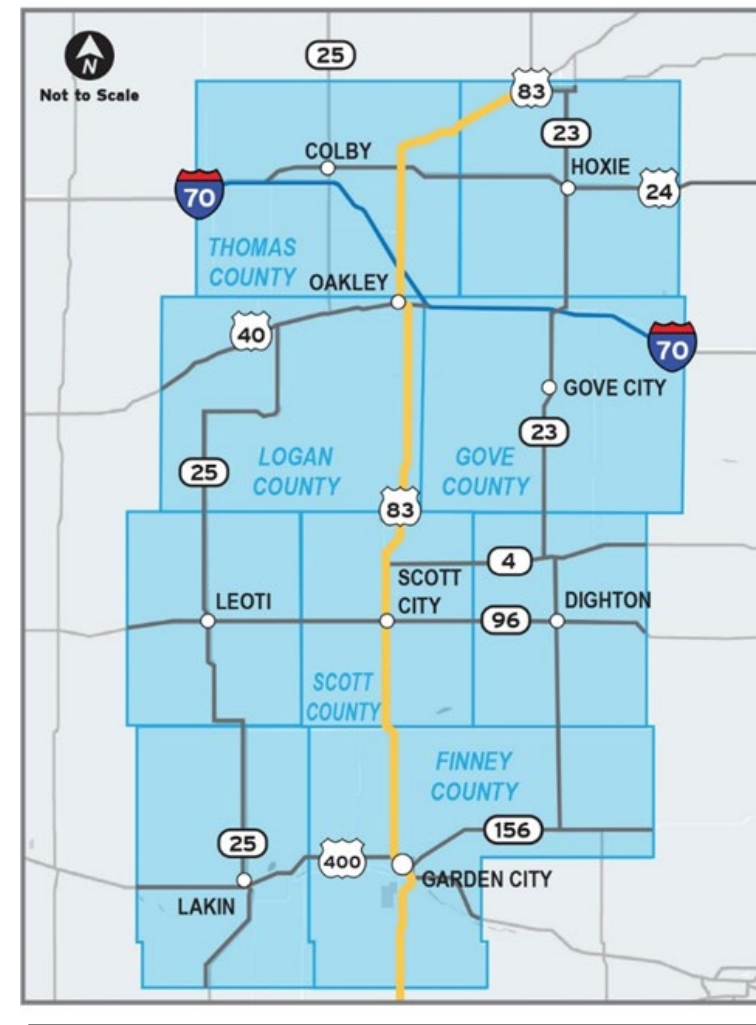 N
Not to Scale
25
83
23
COLBY
HOXIE
70
24
THOMAS
COUNTY
OAKLEY
40
70
GOVE CITY
23
25
LOGAN
COUNTY
GOVE
COUNTY
83
4
SCOTT
CITY
LEOTI
96
DIGHTON
SCOTT
COUNTY
FINNEY
COUNTY
156
25
400
GARDEN CITY
LAKIN